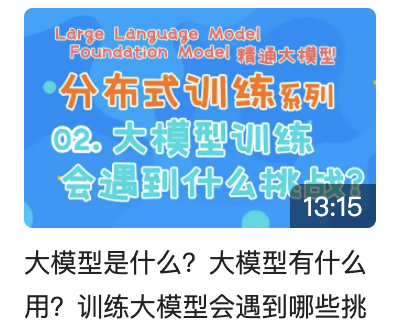 Large Language Model
Foundation Model 精通大模型
分布式训练系列
02. 大模型训练
会遇到什么挑战？
13:15
大模型是什么？大模型有什么
用？训练大模型会遇到哪些挑